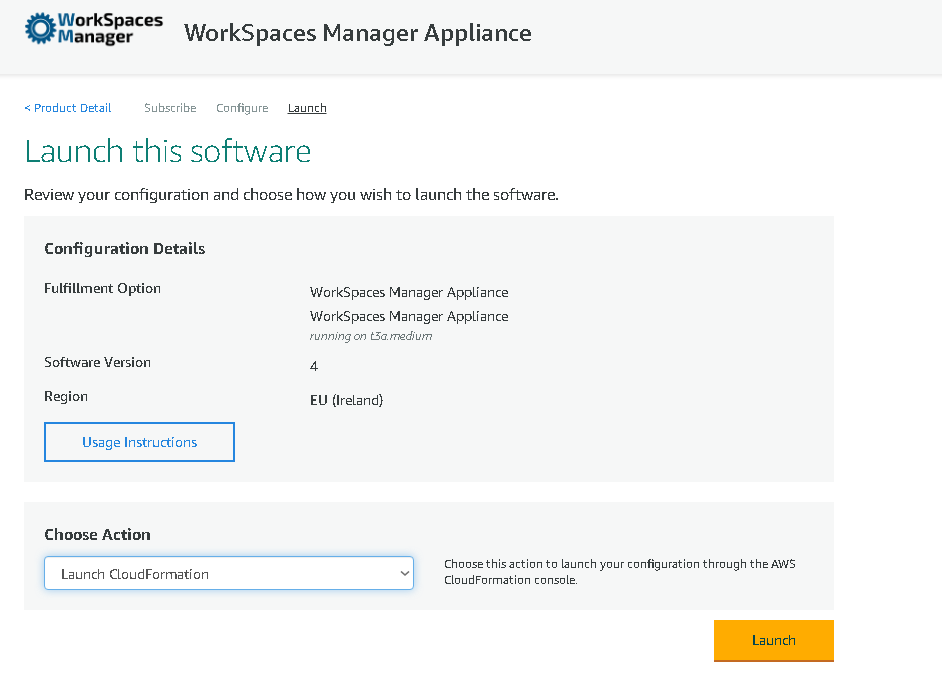 WorkSpaces
Manager
WorkSpaces Manager Appliance
< Product Detail
Subscribe
Configure
Launch
Launch this software
Review your configuration and choose how you wish to launch the software.
Configuration Details
Fulfillment Option
WorkSpaces Manager Appliance
WorkSpaces Manager Appliance
running on t3a.medium
Software Version
4
Region
EU (Ireland)
Usage Instructions
Choose Action
Launch CloudFormation
Choose this action to launch your configuration through the AWS
CloudFormation console.
Launch